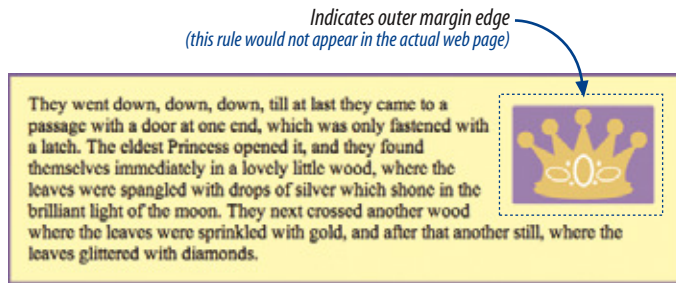 Indicates outer margin edge
(this rule would not appear in the actual web page)
They went down, down, down, till at last they came to a
passage with a door at one end, which was only fastened with
a latch. The eldest Princess opened it, and they found
themselves immediately in a lovely little wood, where the
leaves were spangled with drops of silver which shone in the
brilliant light of the moon. They next crossed another wood
where the leaves were sprinkled with gold, and after that another still, where the
leaves glittered with diamonds.